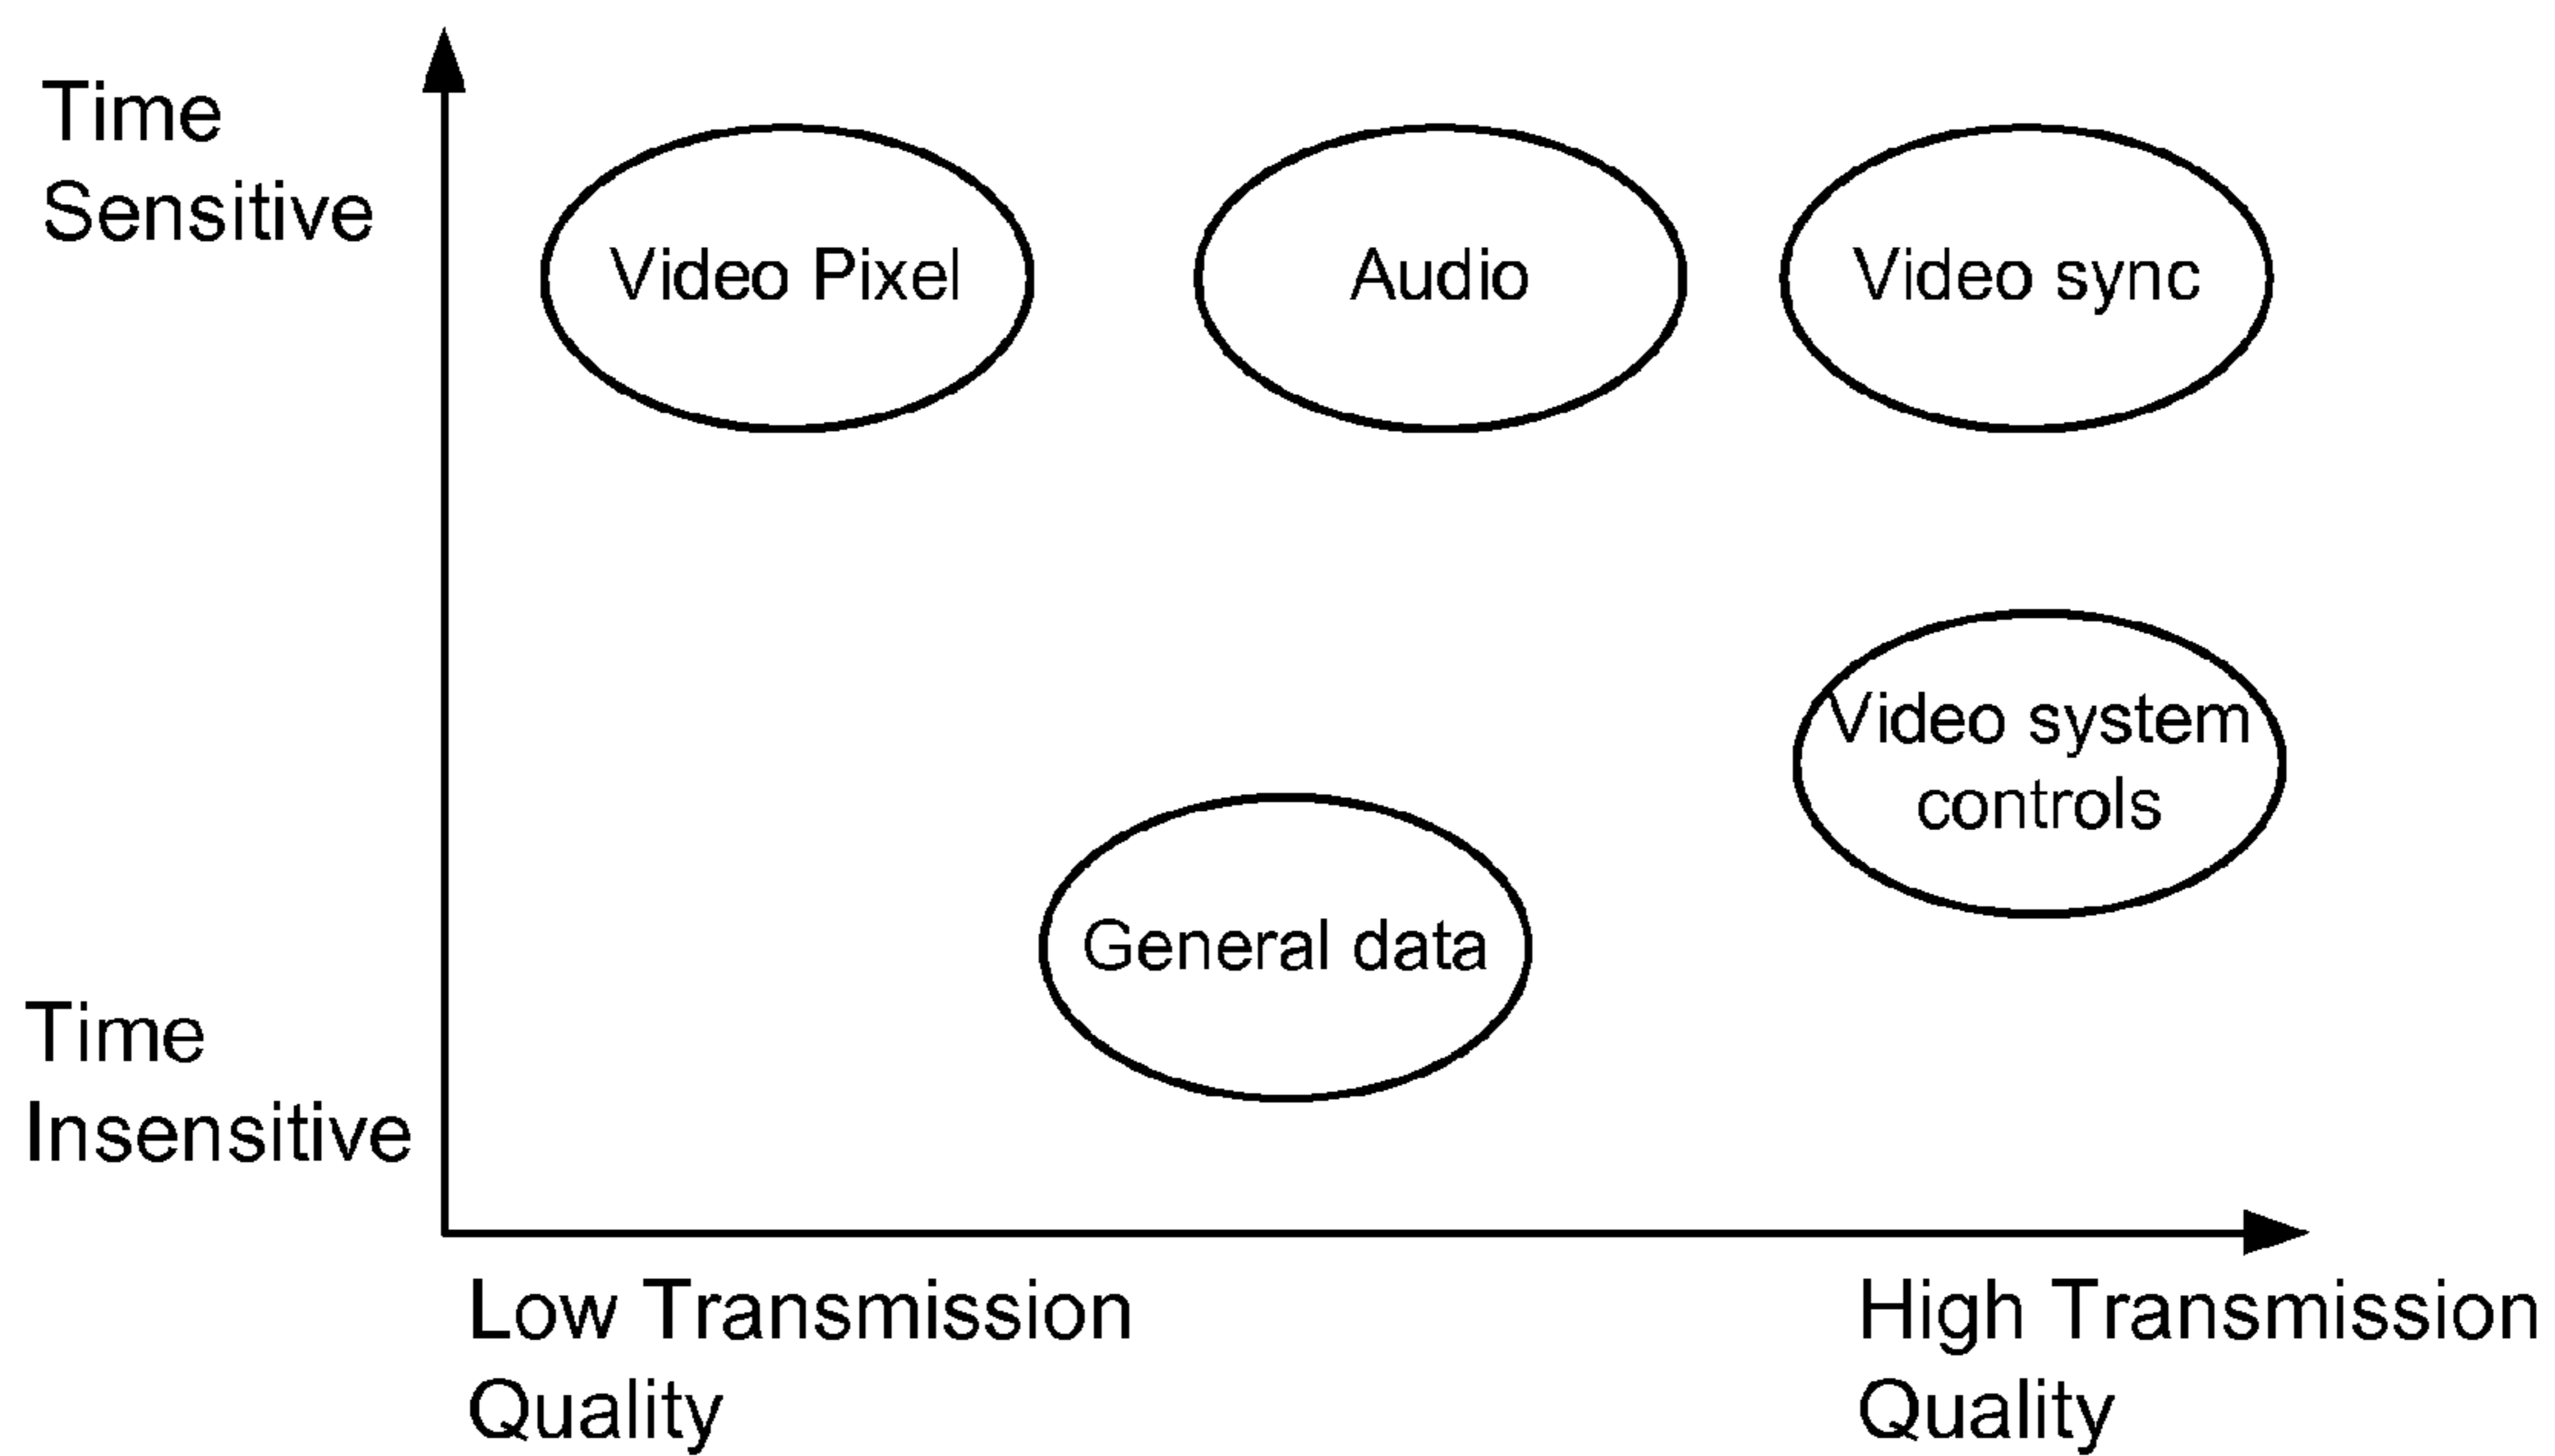 Time
Sensitive
Video Pixel
Audio
Video sync
Video system
controls
General data
Time
Insensitive
Low Transmission
Quality
High Transmission
Quality